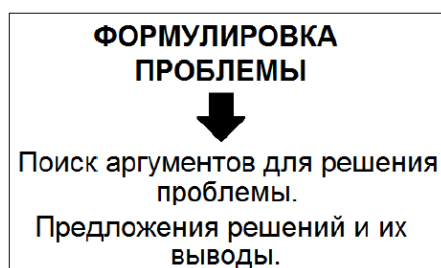 ФОРМУЛИРОВКА
ПРОБЛЕМЫ
Поиск аргументов для решения
проблемы.
Предложения решений и их
выводы.